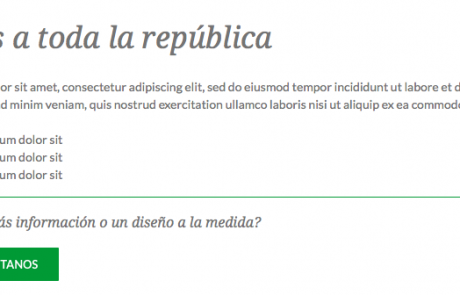 s a toda la república
or sit amet, consectetur adipiscing elit, sed do eiusmod tempor incididunt ut labore et d
d minim veniam, quis nostrud exercitation ullamco laboris nisi ut aliquip ex ea commod
um dolor sit
um dolor sit
um dolor sit
ás información o un diseño a la medida?
TANOS